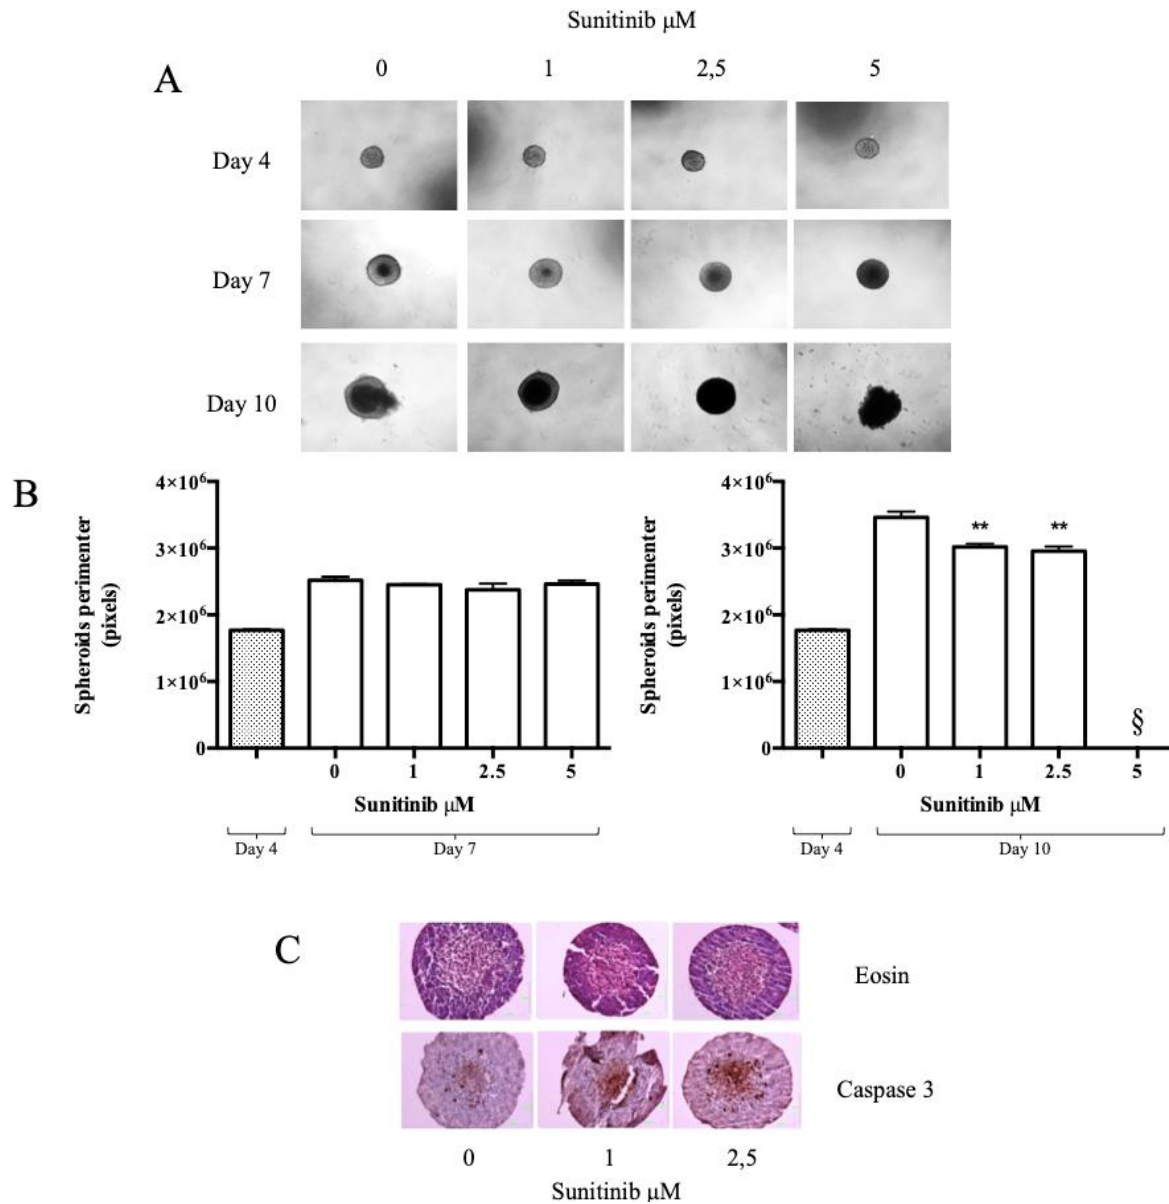 Sunitinib μM
A
0 1 2,5 5
Day 4
Day 7
Day 10
B
Spheroids perimenter
(pixels)
4×10⁶
3×10⁶
2×10⁶
1×10⁶
0
0 1 2.5 5
Sunitinib μM
Day 4 Day 7
Spheroids perimenter
(pixels)
4×10⁶
3×10⁶
2×10⁶
1×10⁶
0
** **
§
0 1 2.5 5
Sunitinib μM
Day 4 Day 10
C
Eosin
Caspase 3
0 1 2,5
Sunitinib μM